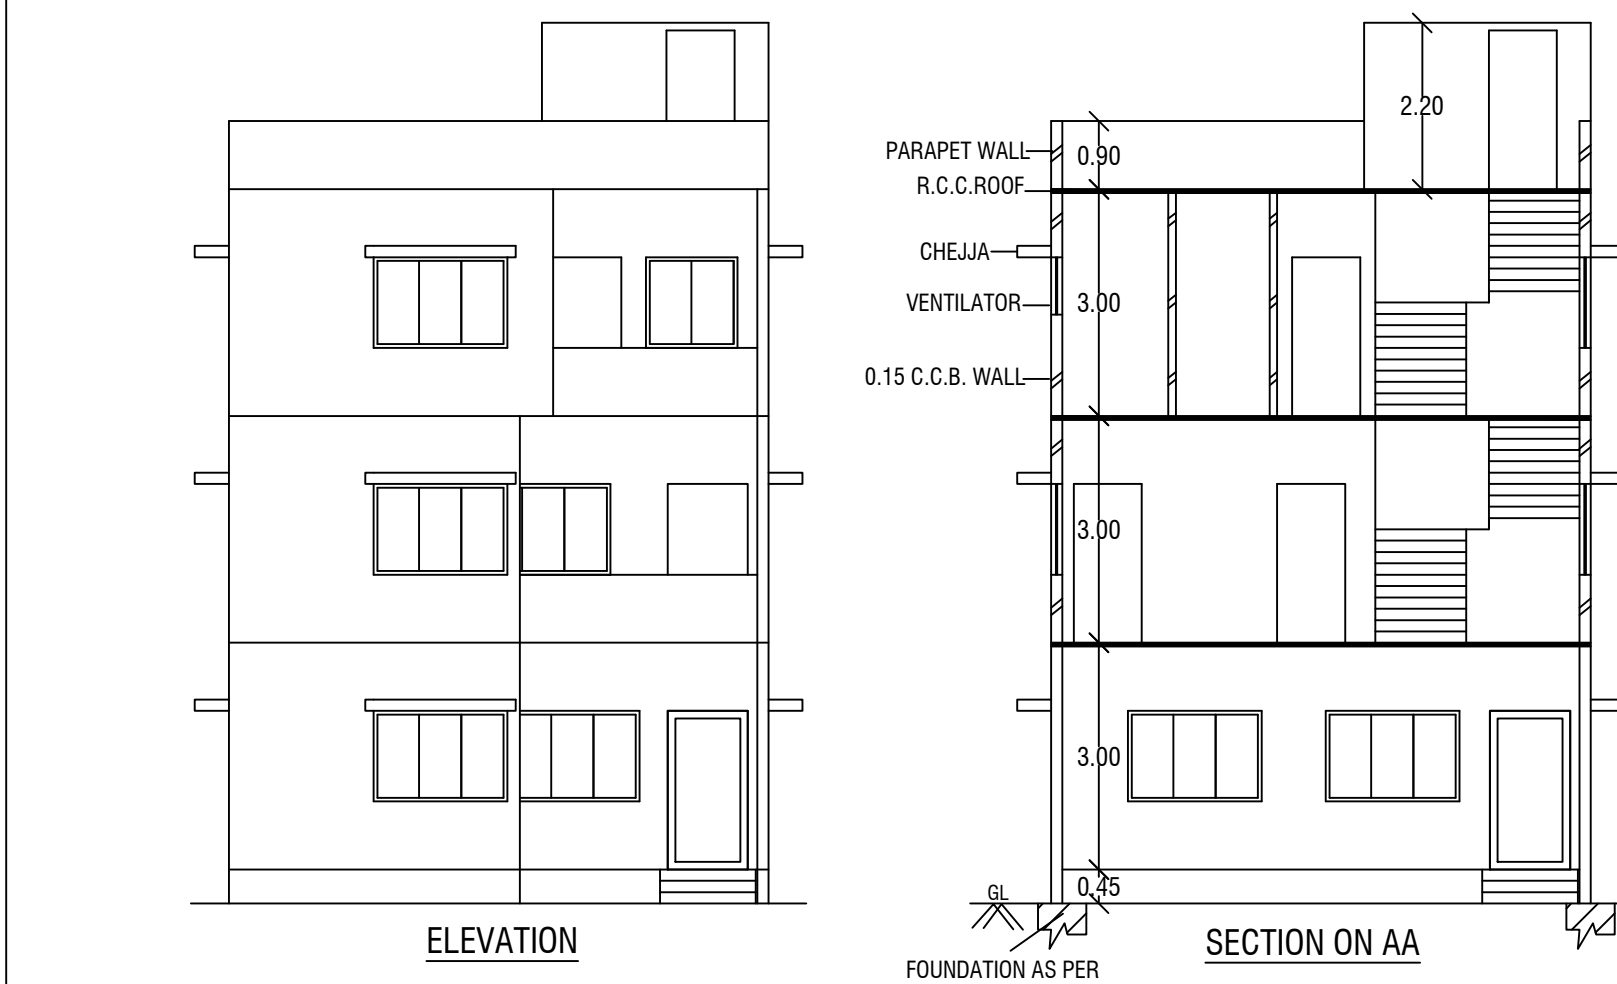 2.20
PARAPET WALL
0.90
R.C.C.ROOF
CHEJJA
VENTILATOR
3.00
0.15 C.C.B. WALL
3.00
3.00
GL
0.45
ELEVATION
SECTION ON AA
FOUNDATION AS PER